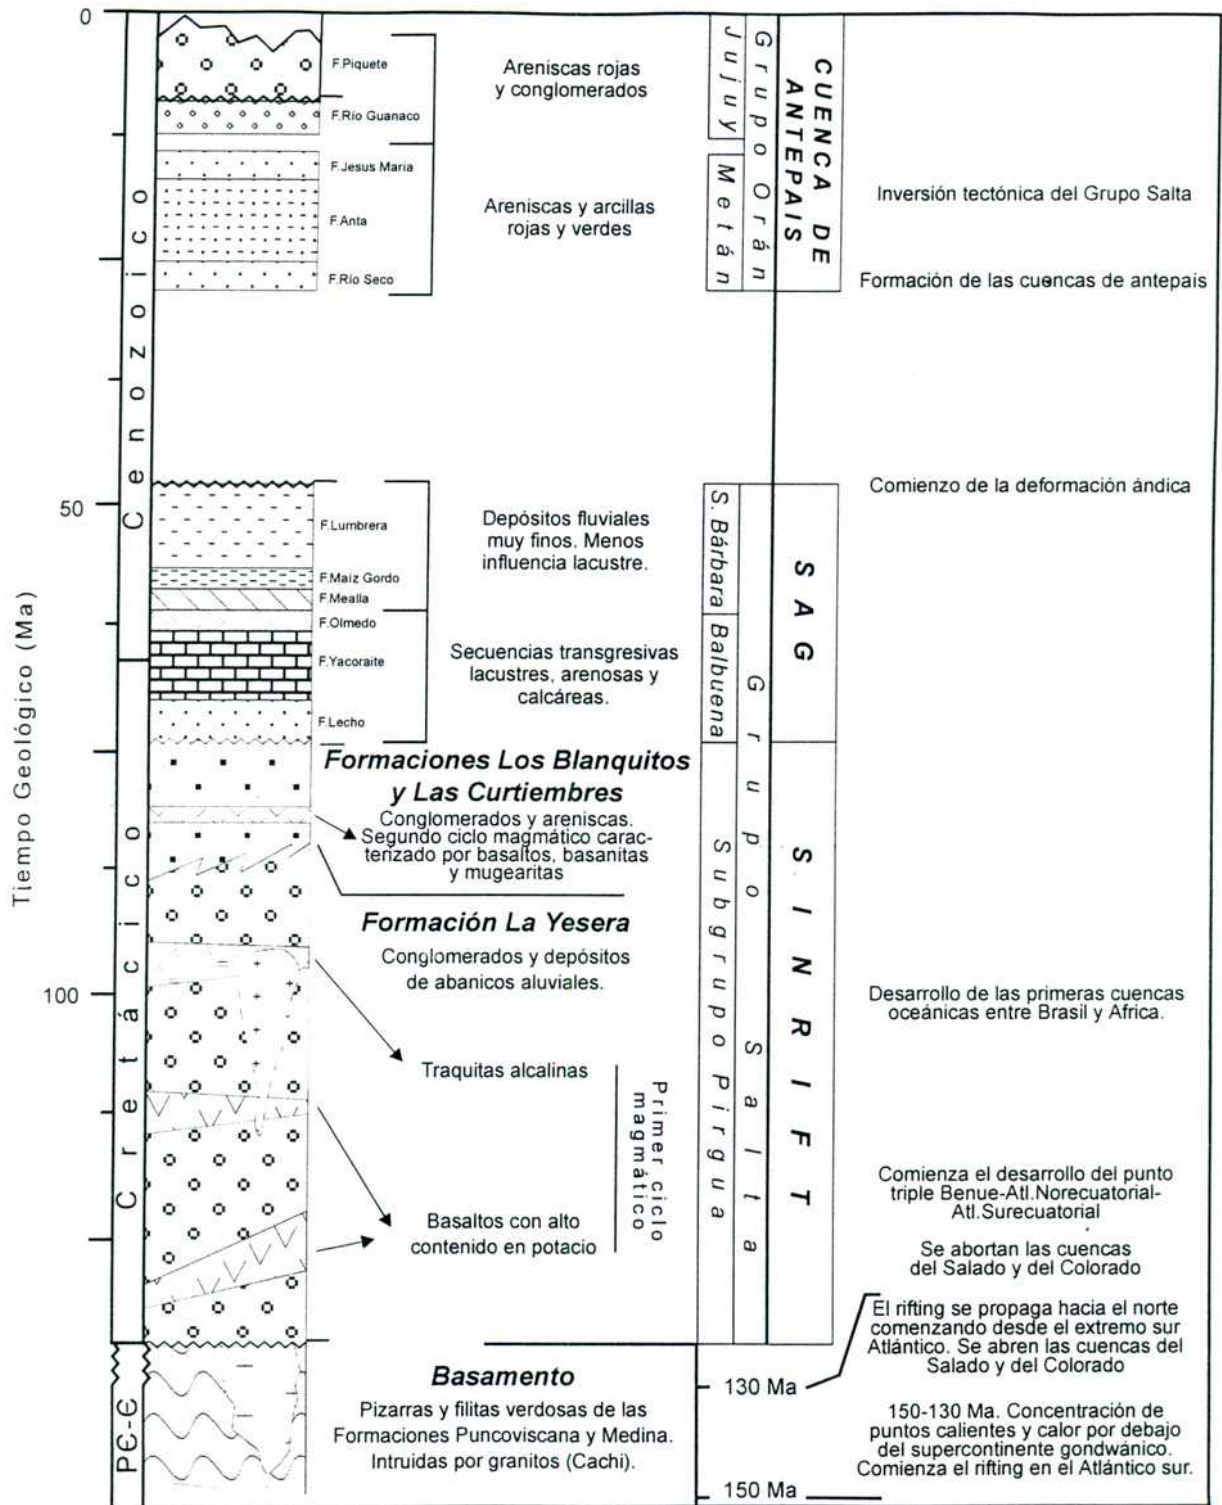 Tiempo Geológico (Ma)
0
50
100
Cenozoico
Cretácico
PЄ-Є
F.Piquete
F.Río Guanaco
F.Jesus Maria
F.Anta
F.Río Seco
F.Lumbrera
F.Maíz Gordo
F.Mealla
F.Olmedo
F.Yacoraite
F.Lecho
Areniscas rojas
y conglomerados
Areniscas y arcillas
rojas y verdes
Depósitos fluviales
muy finos. Menos
influencia lacustre.
Secuencias transgresivas
lacustres, arenosas y
calcáreas.
Formaciones Los Blanquitos
y Las Curtiembres
Conglomerados y areniscas.
Segundo ciclo magmático carac-
terizado por basaltos, basanitas
y mugearitas
Formación La Yesera
Conglomerados y depósitos
de abanicos aluviales.
Traquitas alcalinas
Basaltos con alto
contenido en potacio
Primer ciclo
magmático
Basamento
Pizarras y filitas verdosas de las
Formaciones Puncoviscana y Medina.
Intruidas por granitos (Cachi).
Jujuy
Metán
Grupo Orán
CUENCA DE
ANTEPAIS
S. Bárbara
Balbuena
Subgrupo Pirgua
Grupo Salta
SAG
SINRIFT
Inversión tectónica del Grupo Salta
Formación de las cuencas de antepaís
Comienzo de la deformación ándica
Desarrollo de las primeras cuencas
oceánicas entre Brasil y Africa.
Comienza el desarrollo del punto
triple Benue-Atl.Norecuatorial-
Atl.Surecuatorial
Se abortan las cuencas
del Salado y del Colorado
El rifting se propaga hacia el norte
comenzando desde el extremo sur
Atlántico. Se abren las cuencas del
Salado y del Colorado
130 Ma
150-130 Ma. Concentración de
puntos calientes y calor por debajo
del supercontinente gondwánico.
Comienza el rifting en el Atlántico sur.
150 Ma